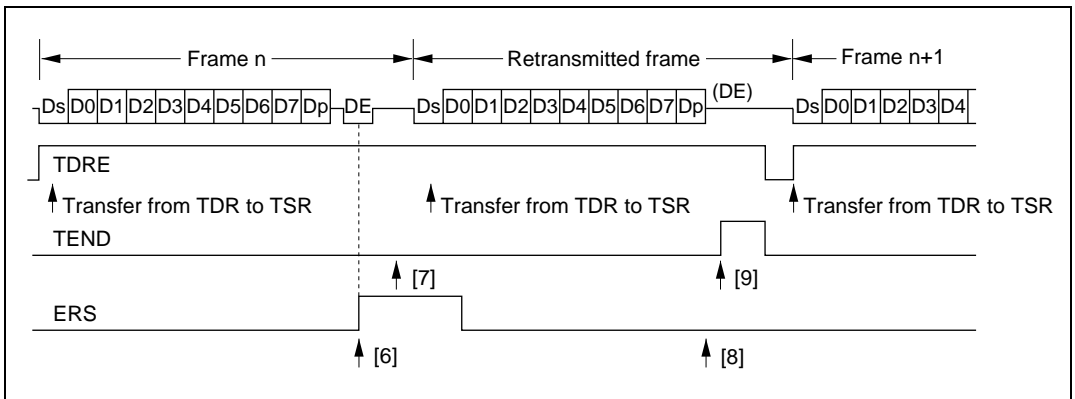 Frame n Retransmitted frame Frame n+1
Ds D0 D1 D2 D3 D4 D5 D6 D7 Dp DE Ds D0 D1 D2 D3 D4 D5 D6 D7 Dp (DE) Ds D0 D1 D2 D3 D4
TDRE
Transfer from TDR to TSR Transfer from TDR to TSR Transfer from TDR to TSR
TEND
[7] [9]
ERS
[6] [8]